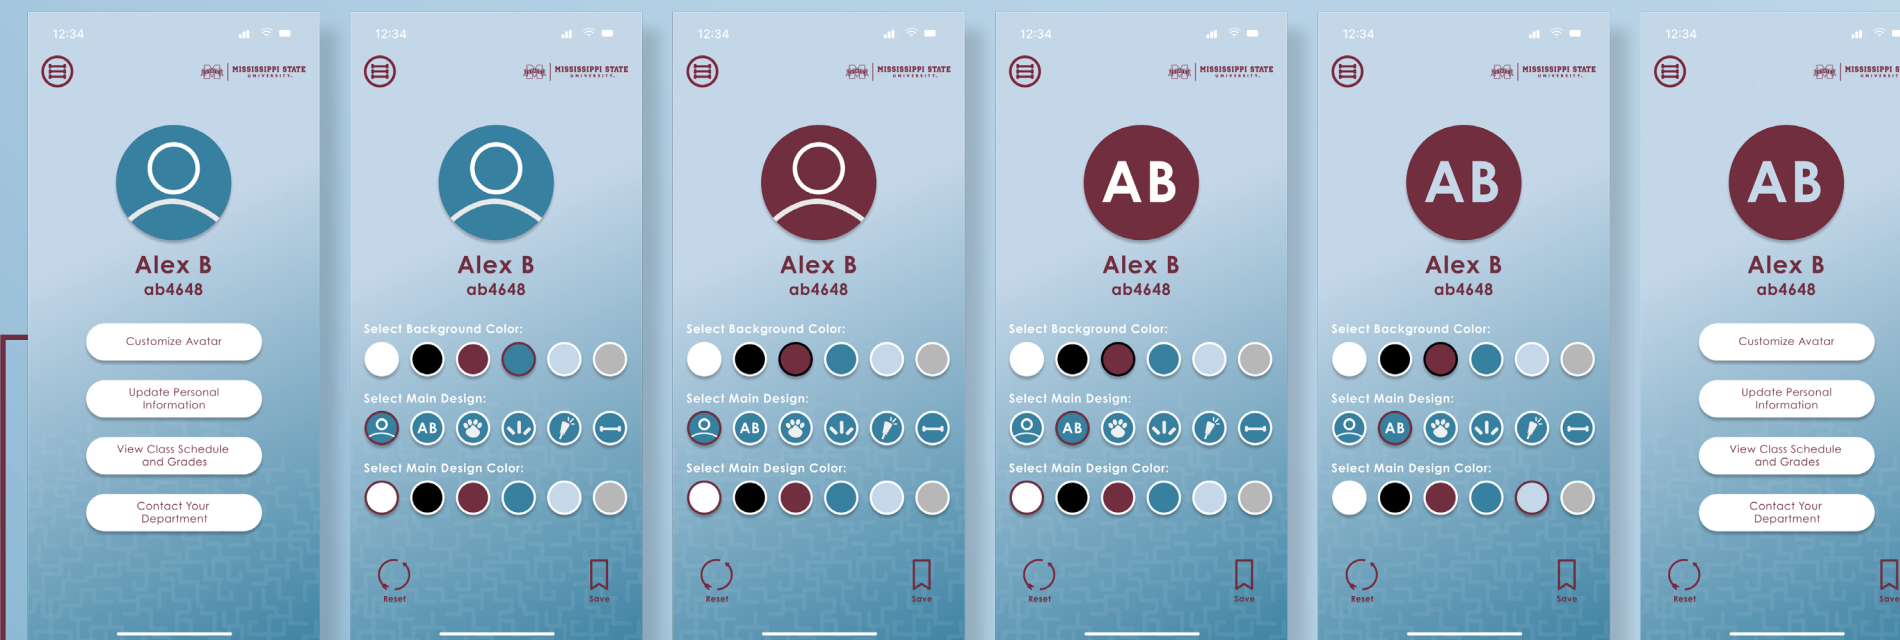 12:34
MISSISSIPPI STATE
UNIVERSITY
Alex B
ab4648
Customize Avatar
Update Personal
Information
View Class Schedule
and Grades
Contact Your
Department
12:34
MISSISSIPPI STATE
UNIVERSITY
Alex B
ab4648
Select Background Color:
Select Main Design:
AB
Select Main Design Color:
Reset
Save
12:34
MISSISSIPPI STATE
UNIVERSITY
Alex B
ab4648
Select Background Color:
Select Main Design:
AB
Select Main Design Color:
Reset
Save
12:34
MISSISSIPPI STATE
UNIVERSITY
AB
Alex B
ab4648
Select Background Color:
Select Main Design:
AB
Select Main Design Color:
Reset
Save
12:34
MISSISSIPPI STATE
UNIVERSITY
AB
Alex B
ab4648
Select Background Color:
Select Main Design:
AB
Select Main Design Color:
Reset
Save
12:34
MISSISSIPPI S
AB
Alex B
ab4648
Customize Avatar
Update Personal
Information
View Class Schedule
and Grades
Contact Your
Department
Reset
Save